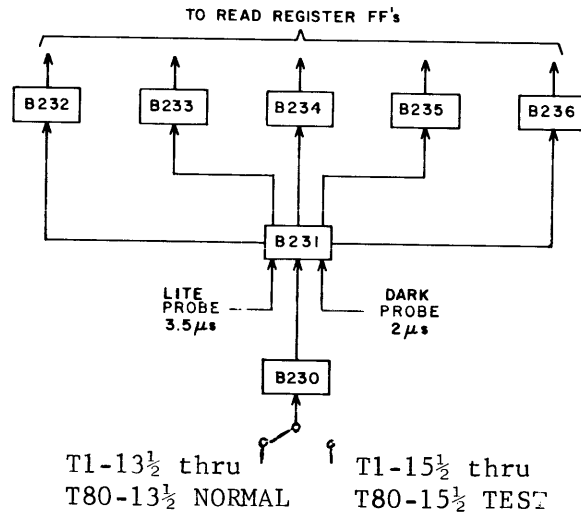 TO READ REGISTER FF's
B232 B233 B234 B235 B236
B231
LITE PROBE 3.5μs
DARK PROBE 2μs
B230
T1-13½ thru T80-13½ NORMAL
T1-15½ thru T80-15½ TEST